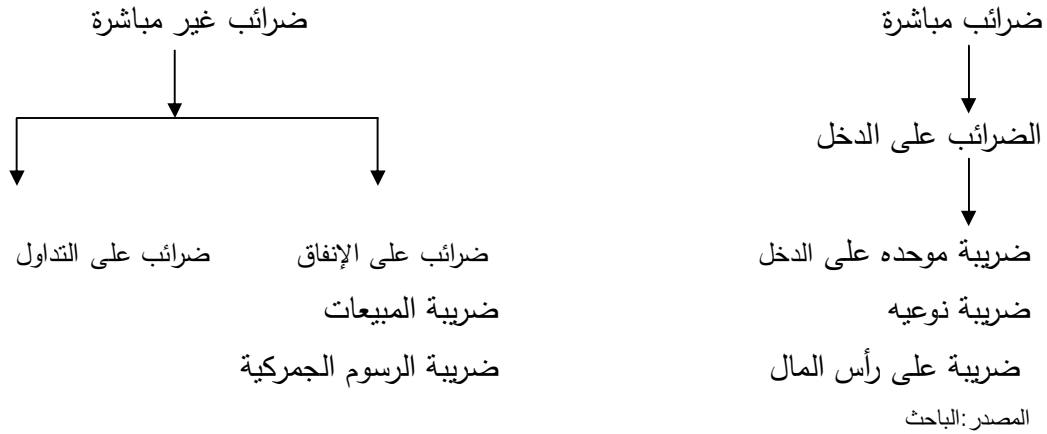 ضرائب مباشرة
ضرائب غير مباشرة
الضرائب على الدخل
ضريبة موحده على الدخل
ضرائب على الإنفاق
ضرائب على التداول
ضريبة نوعيه
ضريبة المبيعات
ضريبة على رأس المال
ضريبة الرسوم الجمركية
المصدر:الباحث